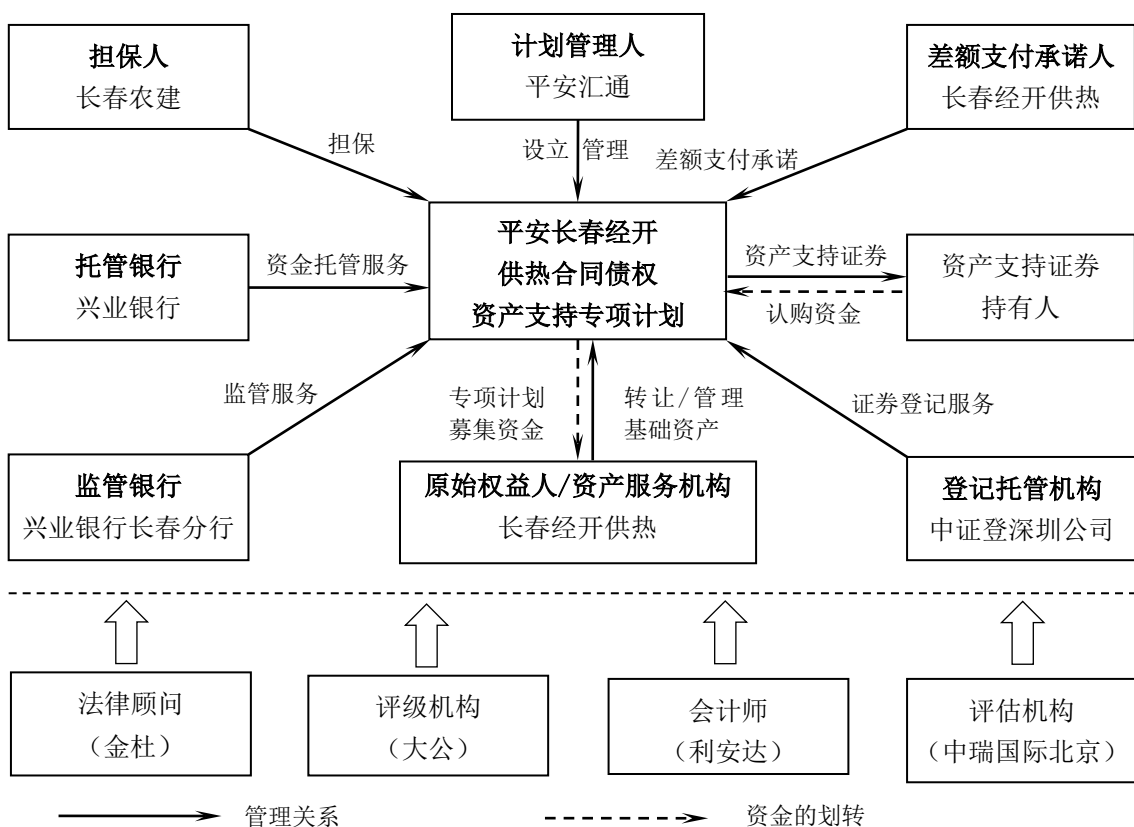 担保人
长春农建
计划管理人
平安汇通
差额支付承诺人
长春经开供热
担保
设立 管理
差额支付承诺
托管银行
兴业银行
资金托管服务
平安长春经开
供热合同债权
资产支持专项计划
资产支持证券
认购资金
资产支持证券
持有人
监管服务
专项计划
募集资金
转让/管理
基础资产
证券登记服务
监管银行
兴业银行长春分行
原始权益人/资产服务机构
长春经开供热
登记托管机构
中证登深圳公司
法律顾问
（金杜）
评级机构
（大公）
会计师
（利安达）
评估机构
（中瑞国际北京）
管理关系
资金的划转